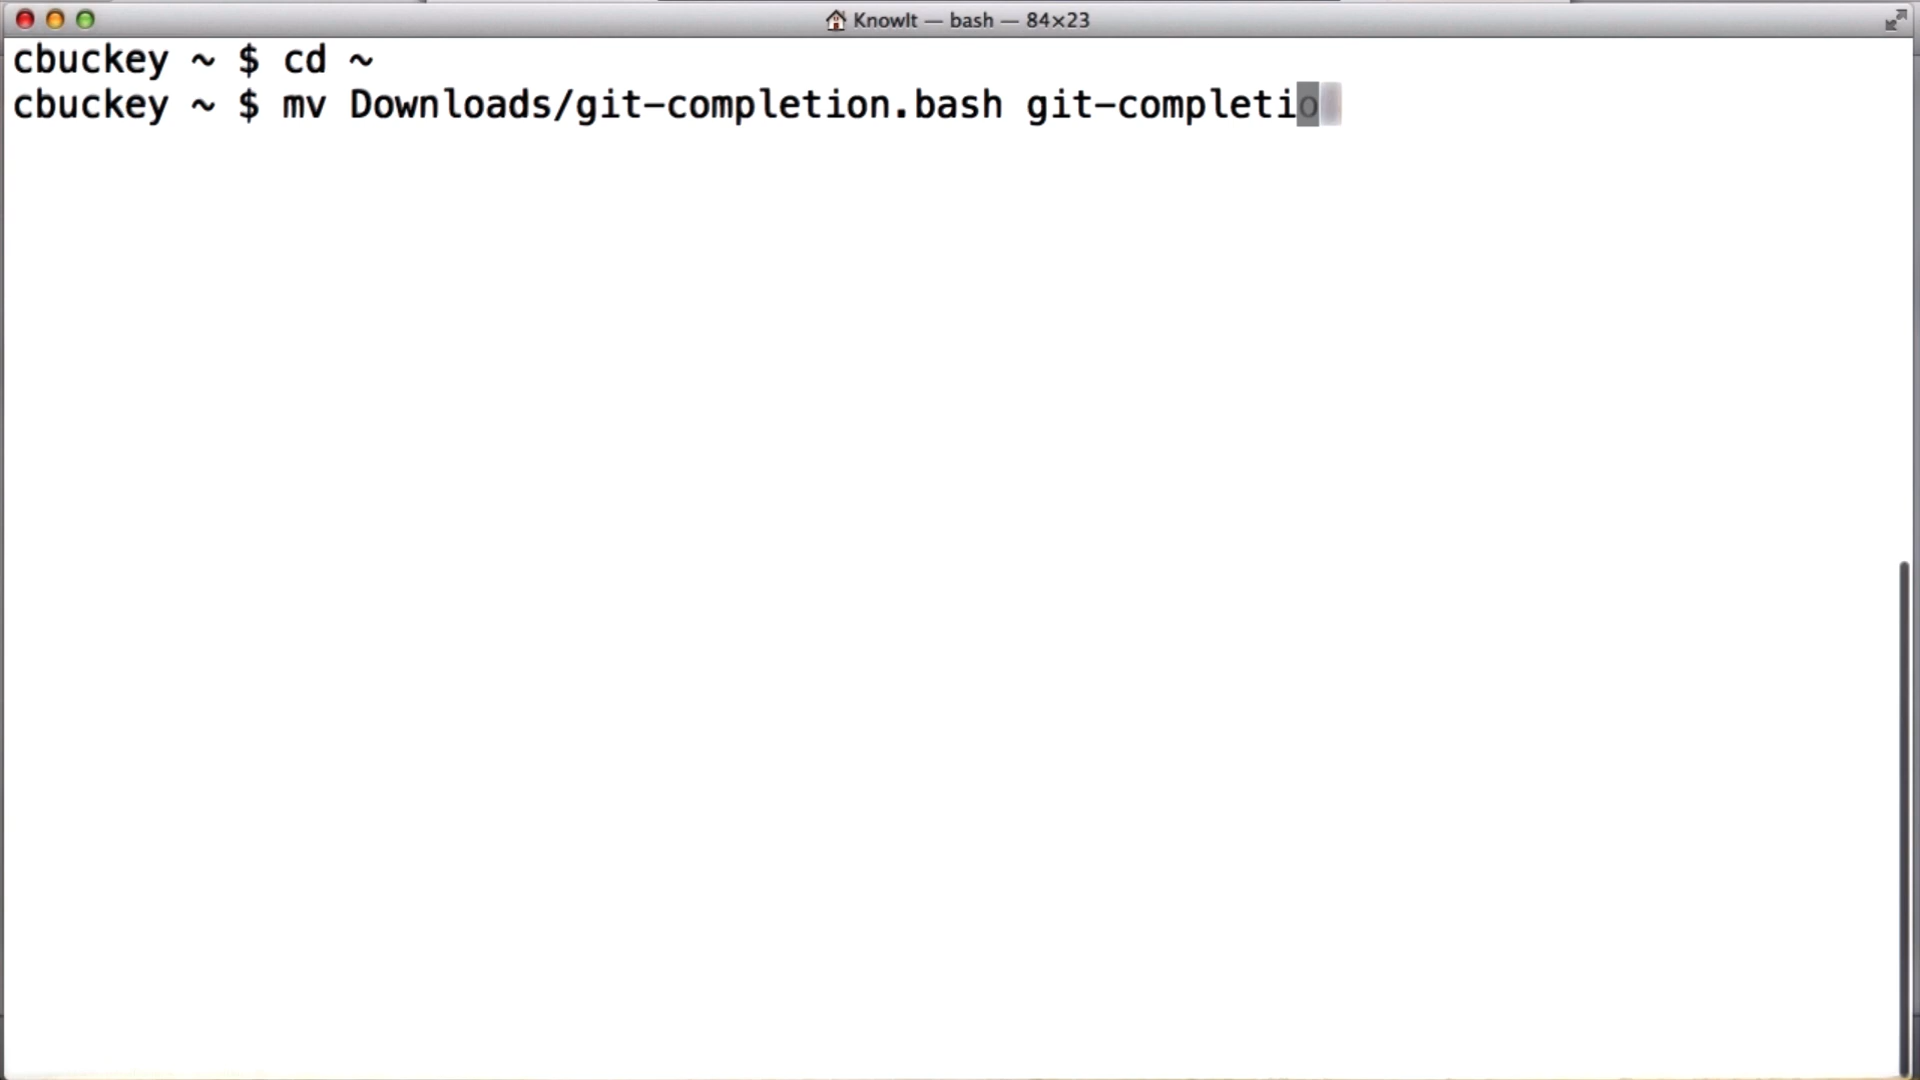 KnowIt — bash — 84×23
cbuckey ~ $ cd ~
cbuckey ~ $ mv Downloads/git-completion.bash git-completio